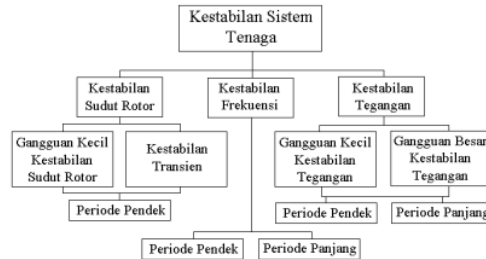 Kestabilan Sistem
Tenaga
Kestabilan
Sudut Rotor
Kestabilan
Frekuensi
Kestabilan
Tegangan
Gangguan Kecil
Kestabilan
Sudut Rotor
Kestabilan
Transien
Gangguan Kecil
Kestabilan
Tegangan
Gangguan Besar
Kestabilan
Tegangan
Periode Pendek
Periode Pendek
Periode Panjang
Periode Pendek
Periode Panjang